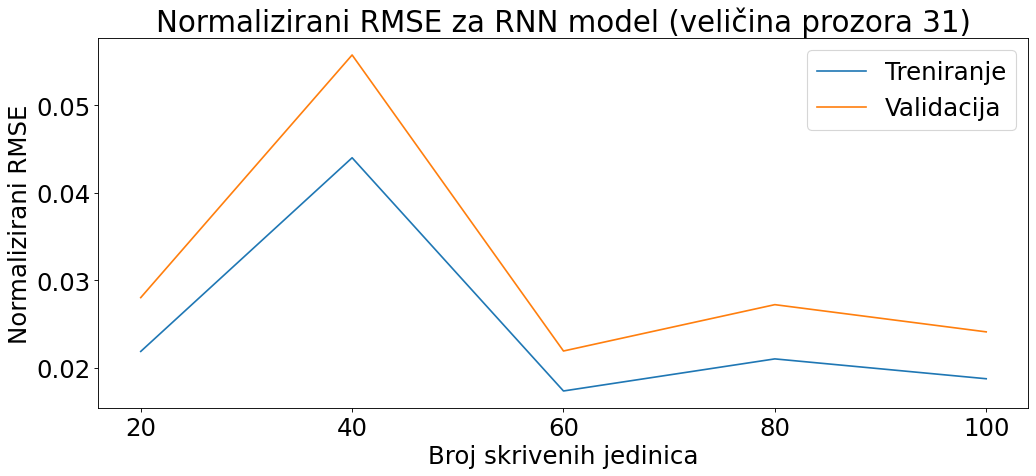 Normalizirani RMSE za RNN model (veličina prozora 31)
Treniranje
Validacija
Normalizirani RMSE
0.05
0.04
0.03
0.02
20 40 60 80 100
Broj skrivenih jedinica